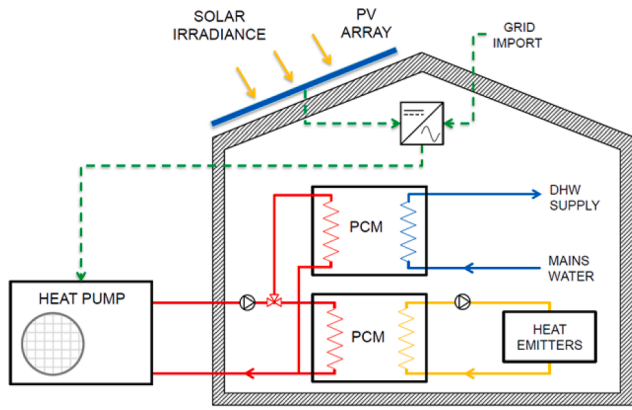 SOLAR
IRRADIANCE
PV
ARRAY
GRID
IMPORT
DHW
SUPPLY
PCM
MAINS
WATER
HEAT PUMP
PCM
HEAT
EMITTERS